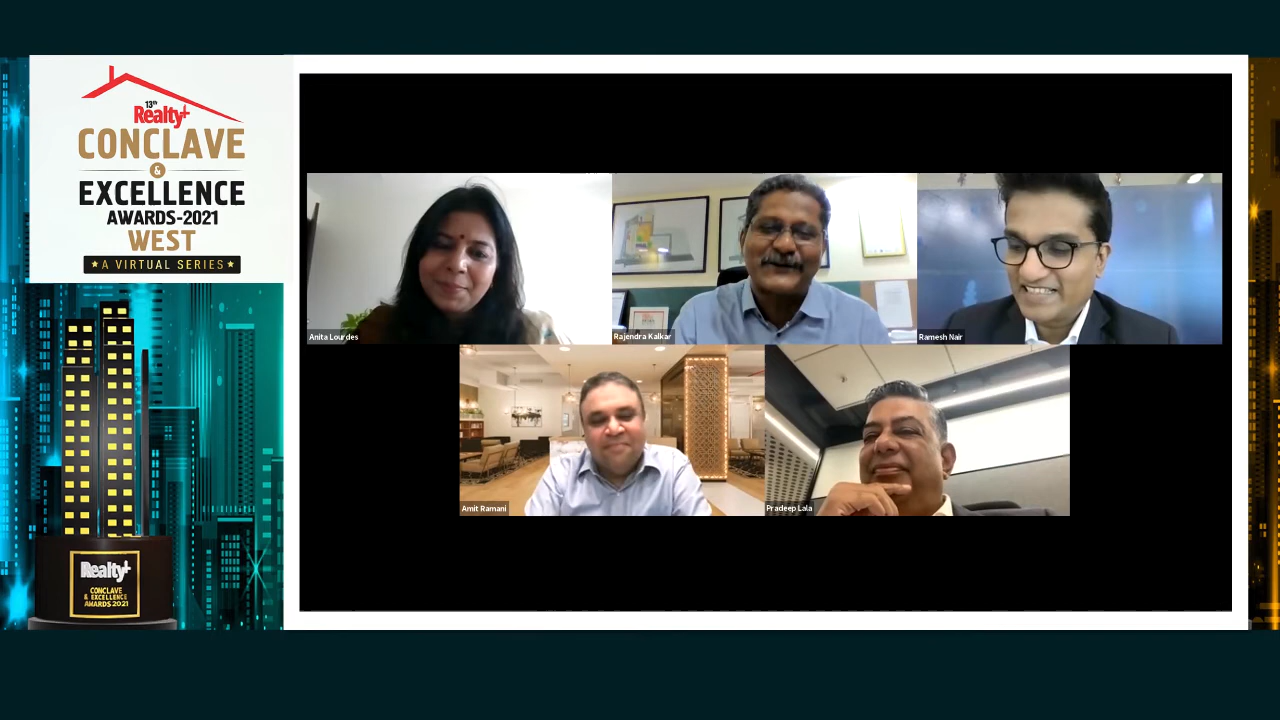 13th
Realty+
CONCLAVE
&
EXCELLENCE
AWARDS-2021
WEST
★A VIRTUAL SERIES★
Anita Lourdes
Rajendra Kalkar
Ramesh Nair
Amit Ramani
Pradeep Lala
Realty+
CONCLAVE
& EXCELLENCE
AWARDS 2021